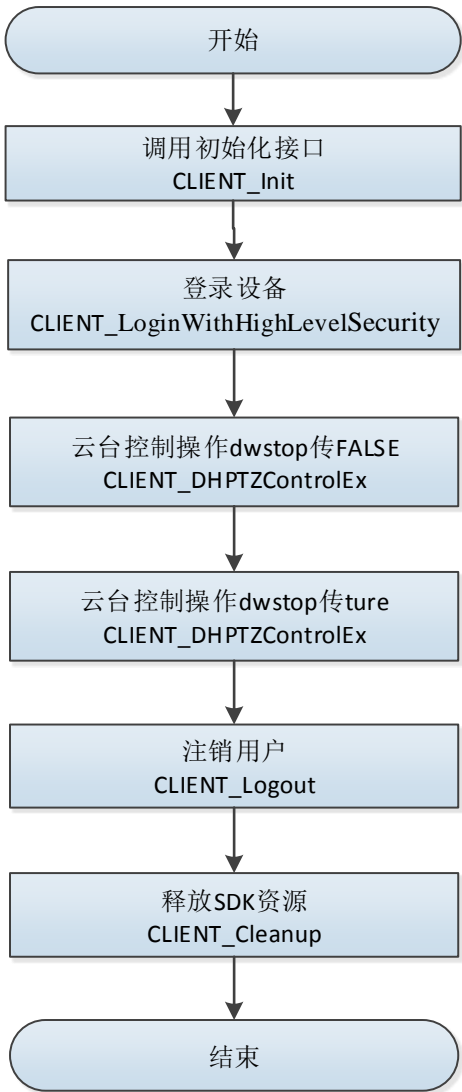 开始
调用初始化接口
CLIENT_Init
登录设备
CLIENT_LoginWithHighLevelSecurity
云台控制操作dwstop传FALSE
CLIENT_DHPTZControlEx
云台控制操作dwstop传ture
CLIENT_DHPTZControlEx
注销用户
CLIENT_Logout
释放SDK资源
CLIENT_Cleanup
结束